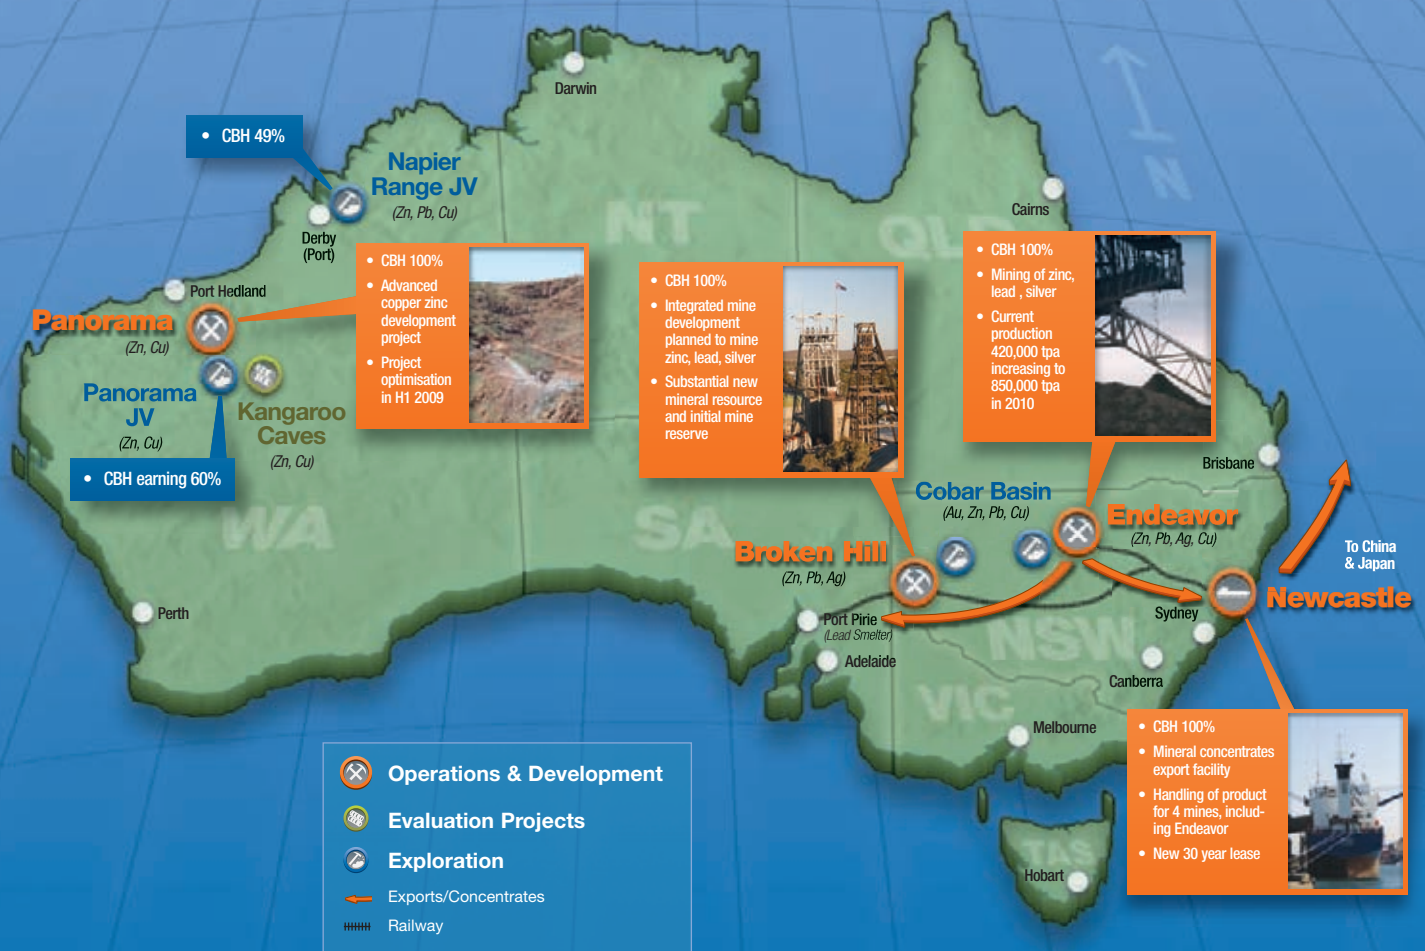 Darwin
• CBH 49%
Napier
Range JV
(Zn, Pb, Cu)
N
NT
QLD
Cairns
Derby
(Port)
• CBH 100%
• Advanced
copper zinc
development
project
• Project
optimisation
in H1 2009
• CBH 100%
• Integrated mine
development
planned to mine
zinc, lead, silver
• Substantial new
mineral resource
and initial mine
reserve
• CBH 100%
• Mining of zinc,
lead , silver
• Current
production
420,000 tpa
increasing to
850,000 tpa
in 2010
Port Hedland
Panorama
(Zn, Cu)
Panorama
JV
(Zn, Cu)
Kangaroo
Caves
(Zn, Cu)
• CBH earning 60%
Brisbane
WA
SA
Cobar Basin
(Au, Zn, Pb, Cu)
Endeavor
(Zn, Pb, Ag, Cu)
Broken Hill
(Zn, Pb, Ag)
To China
& Japan
Newcastle
Perth
Port Pirie
(Lead Smelter)
Sydney
NSW
Adelaide
Canberra
VIC
Melbourne
• CBH 100%
• Mineral concentrates
export facility
• Handling of product
for 4 mines, includ-
ing Endeavor
• New 30 year lease
TAS
Hobart
Operations & Development
Evaluation Projects
Exploration
Exports/Concentrates
Railway